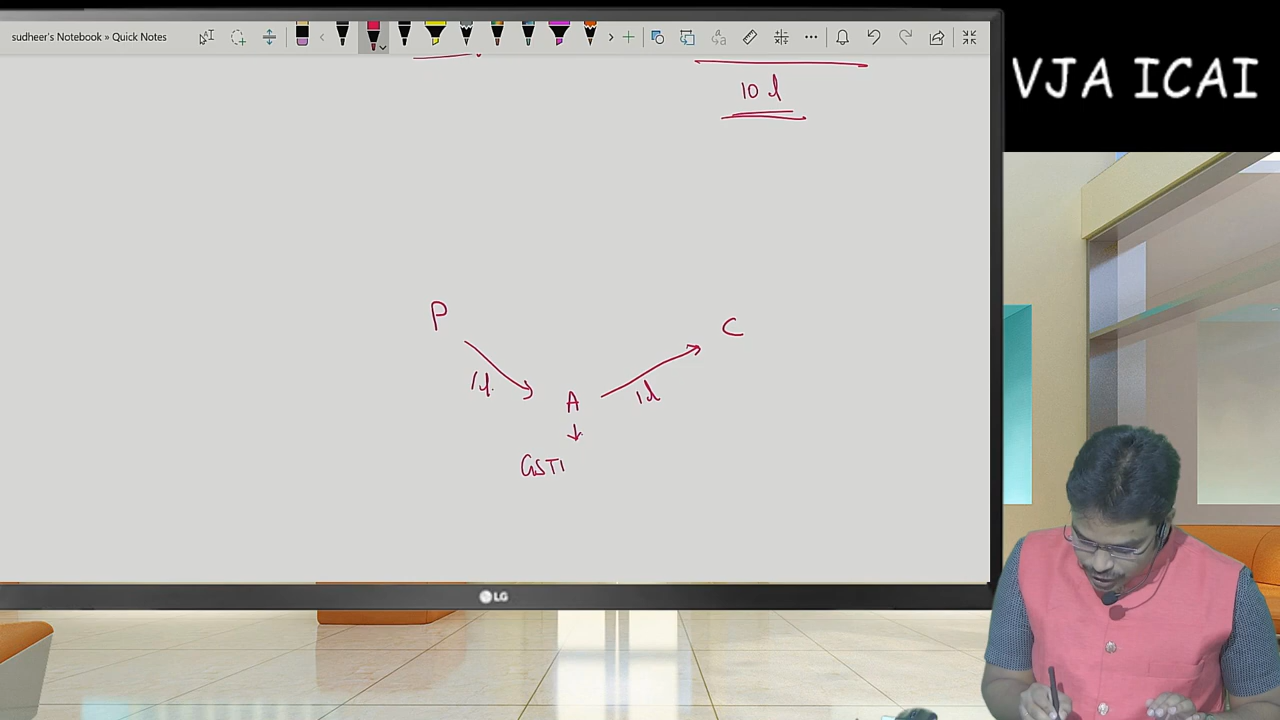 sudheer's Notebook » Quick Notes
VJA ICAI
10 l
P
C
1l.
1l
A
GSTI
LG